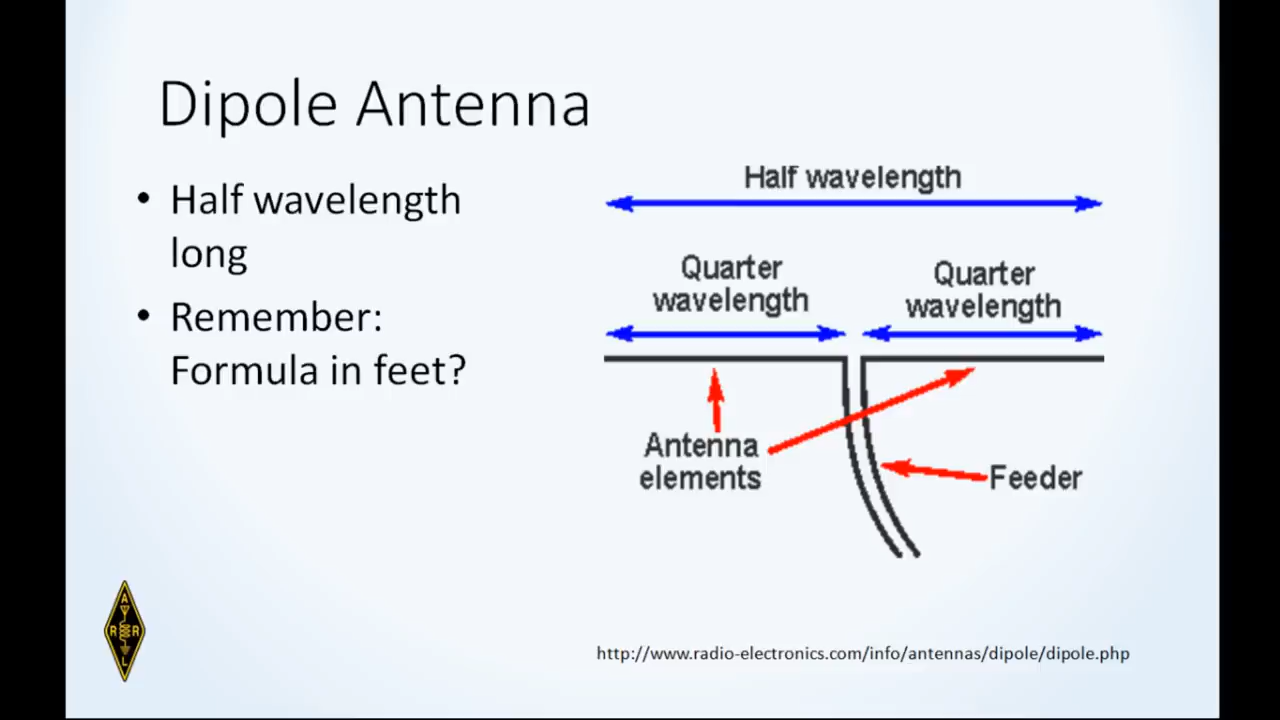 Dipole Antenna
• Half wavelength
long
• Remember:
Formula in feet?
Half wavelength
Quarter
wavelength
Quarter
wavelength
Antenna
elements
Feeder
A
R R
L
http://www.radio-electronics.com/info/antennas/dipole/dipole.php